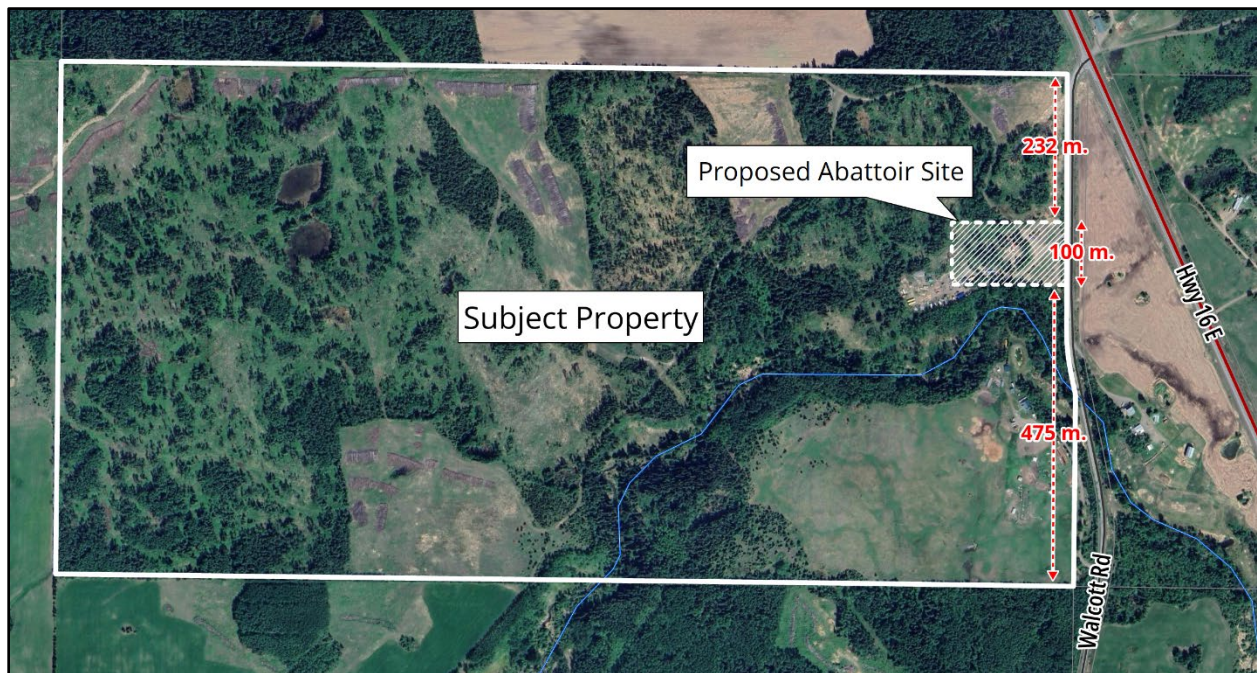 232 m.
Proposed Abattoir Site
100 m.
Hwy 16 E
Subject Property
475 m.
Walcott Rd